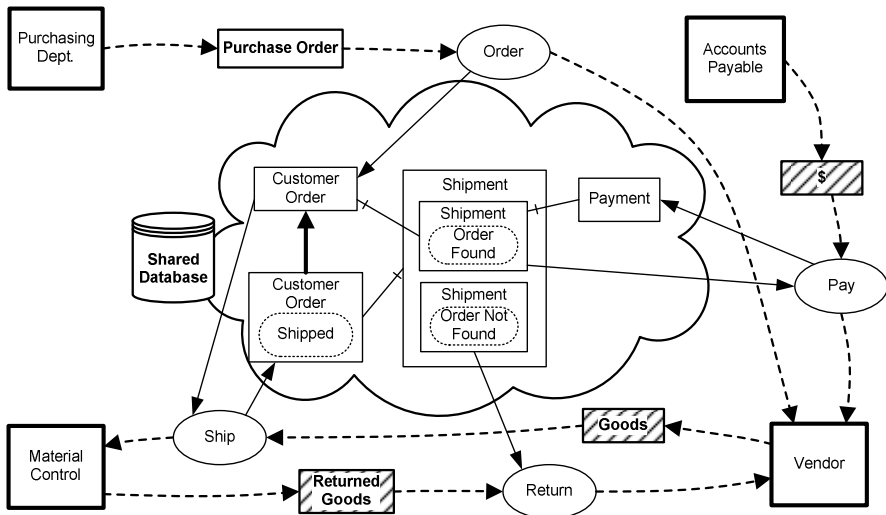 Purchasing
Dept.
Purchase Order
Order
Accounts
Payable
$
Customer
Order
Shipment
Shipment
Order
Found
Payment
Shared
Database
Customer
Order
Shipped
Shipment
Order Not
Found
Pay
Material
Control
Ship
Goods
Vendor
Returned
Goods
Return